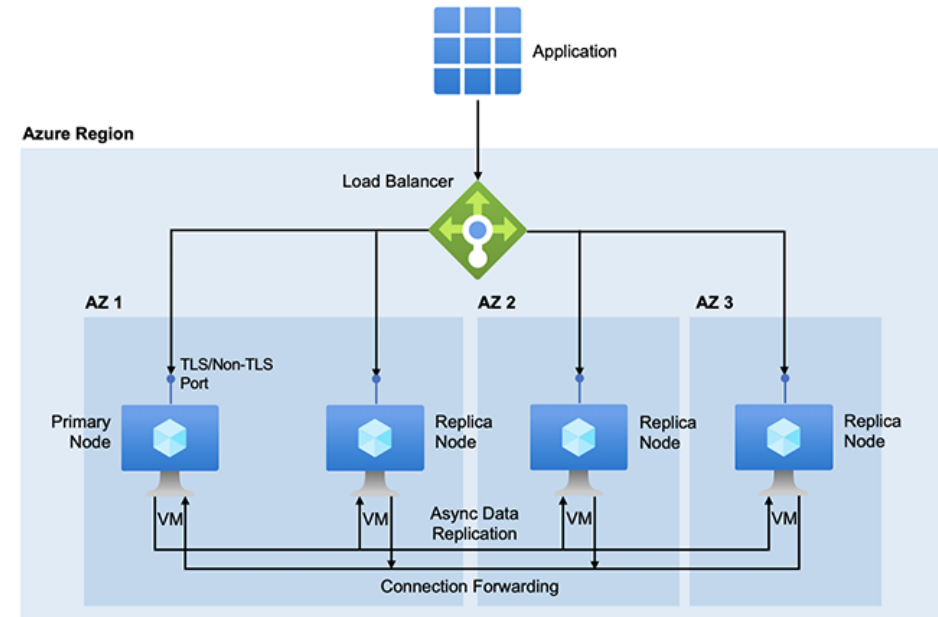 Application
Azure Region
Load Balancer
AZ 1
AZ 2
AZ 3
TLS/Non-TLS
Port
Primary
Node
Replica
Node
Replica
Node
Replica
Node
VM
VM
VM
VM
Async Data
Replication
Connection Forwarding